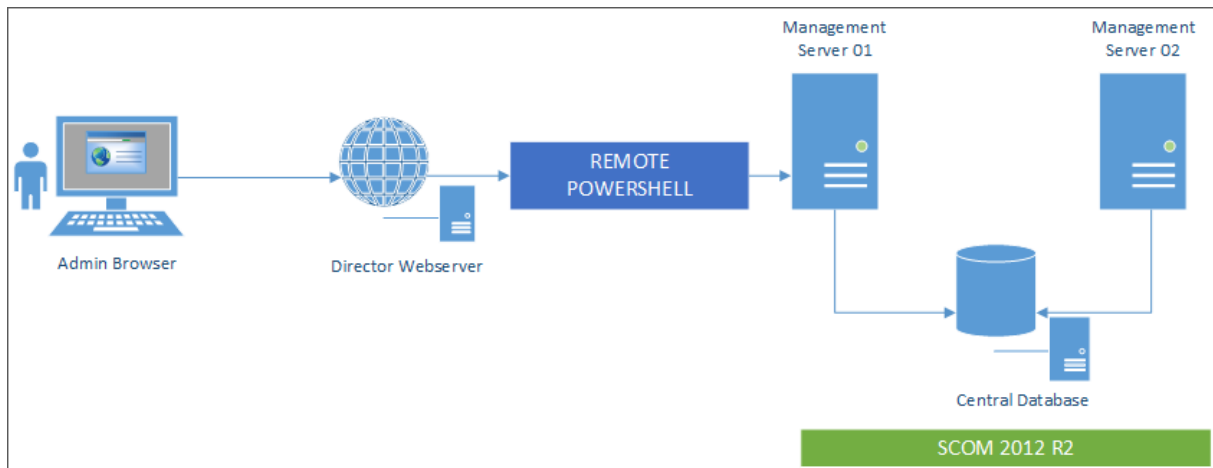 Management
Server 01
Management
Server 02
REMOTE
POWERSHELL
Admin Browser
Director Webserver
Central Database
SCOM 2012 R2